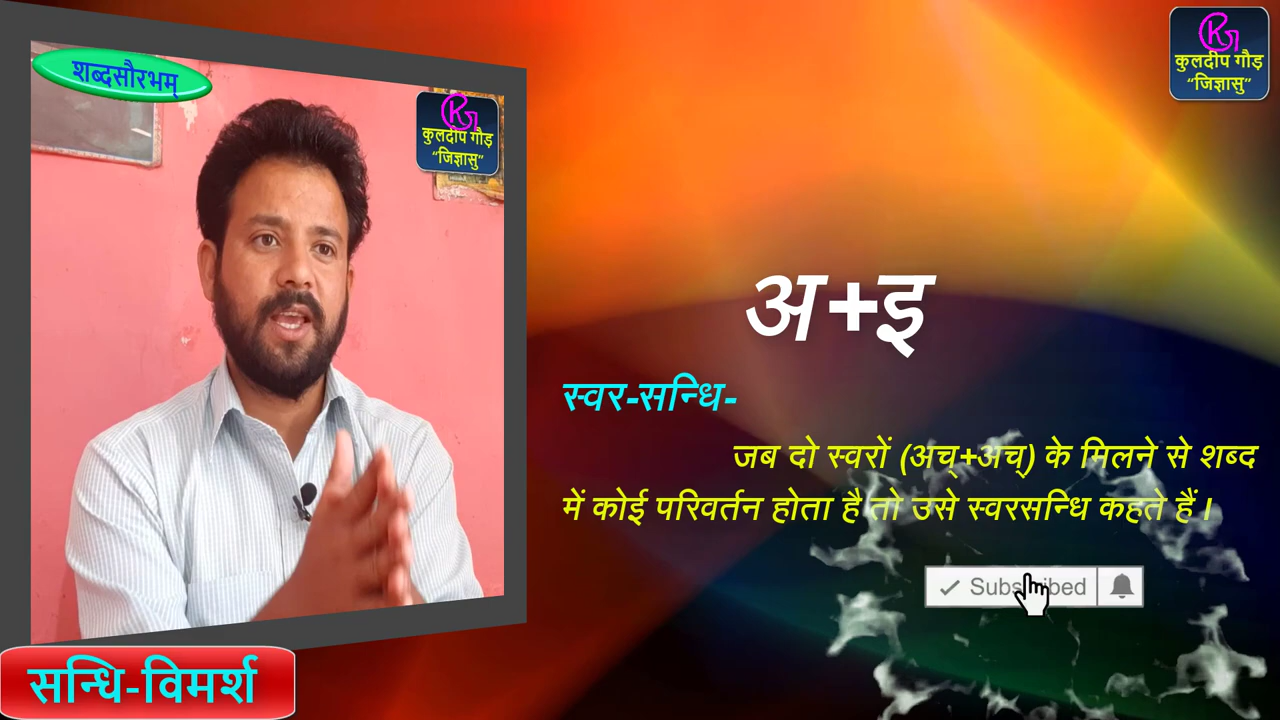 शब्दसौरभम्
कुलदीप गौड़
“जिज्ञासु”
कुलदीप गौड़
“जिज्ञासु”
अ+इ
स्वर-सन्धि-
जब दो स्वरों (अच्+अच्) के मिलने से शब्द
में कोई परिवर्तन होता है तो उसे स्वरसन्धि कहते हैं ।
Subscribed
सन्धि-विमर्श